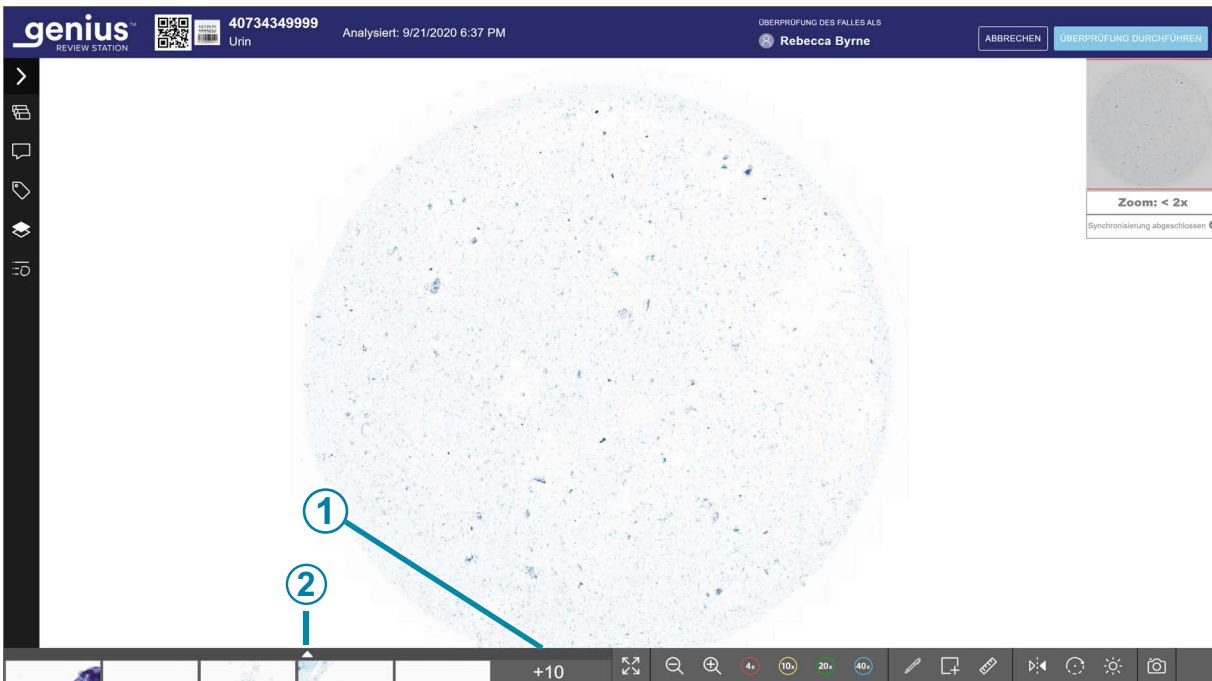 genius™
REVIEW STATION
40734349999
Urin
Analysiert: 9/21/2020 6:37 PM
ÜBERPRÜFUNG DES FALLES ALS
Rebecca Byrne
ABBRECHEN
ÜBERPRÜFUNG DURCHFÜHREN
Zoom: < 2x
Synchronisierung abgeschlossen
1
2
+10
4x
10x
20x
40x